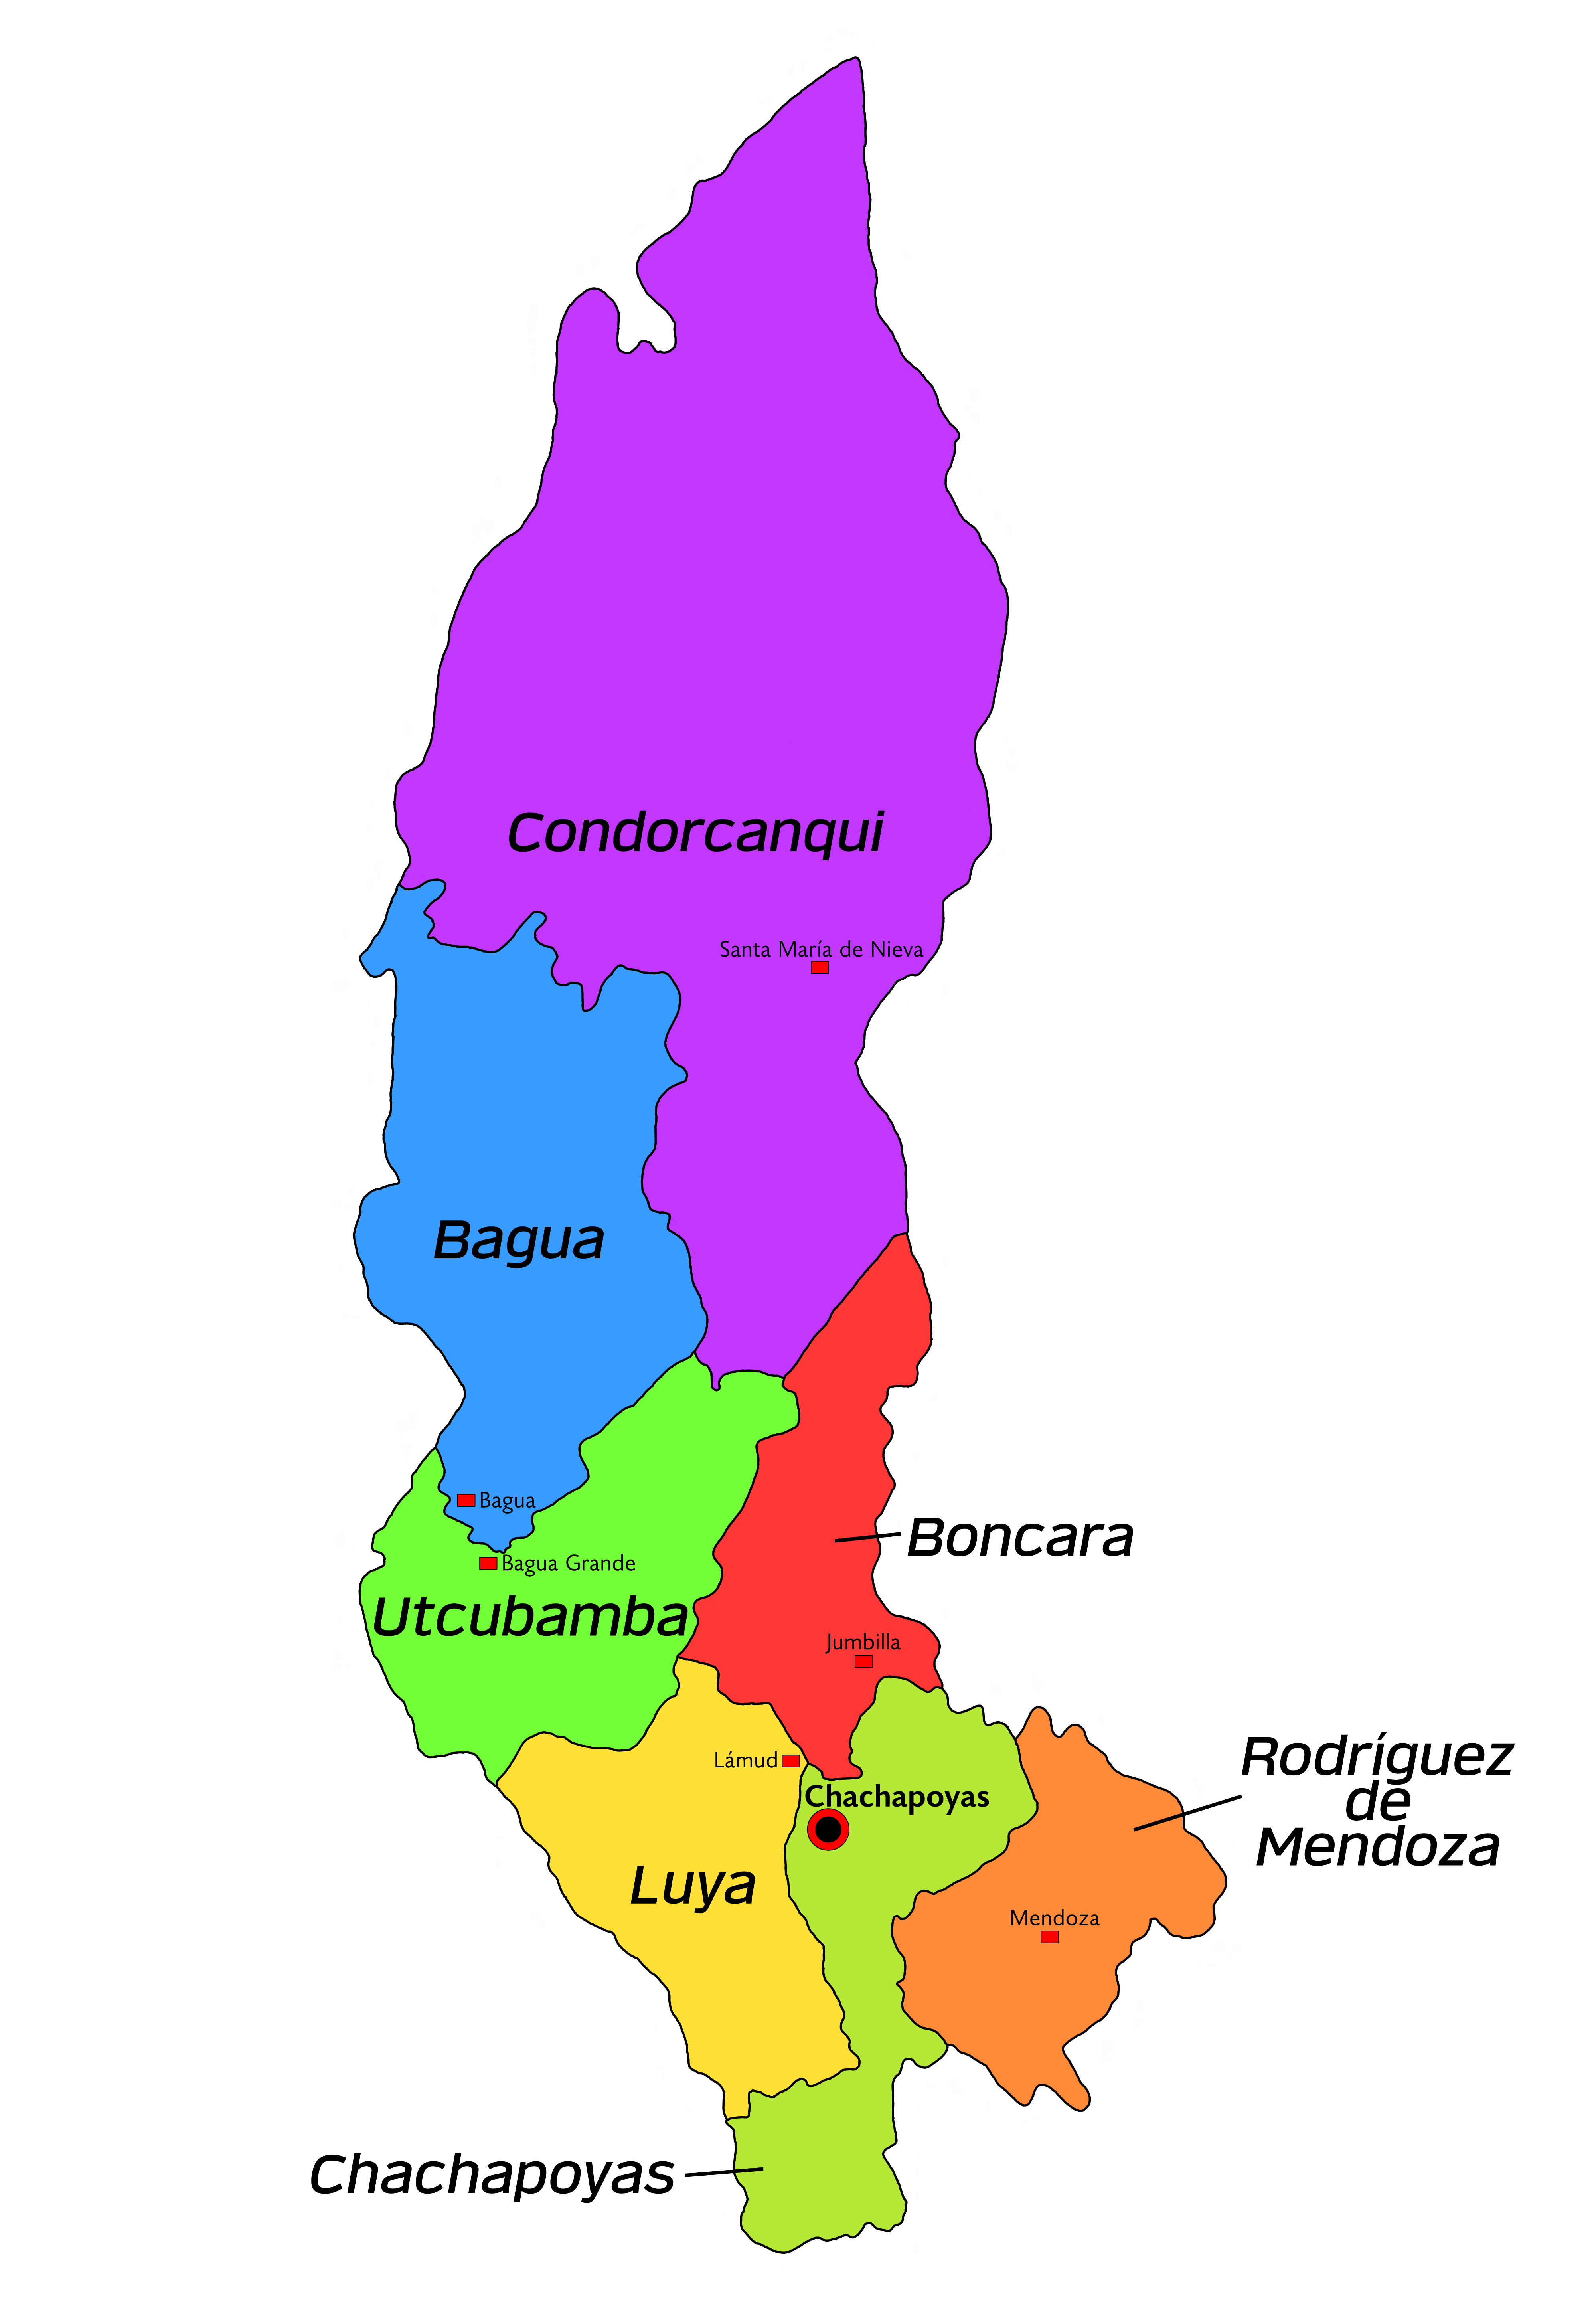 Condorcanqui
Santa María de Nieva
Bagua
Bagua
Boncara
Bagua Grande
Utcubamba
Jumbilla
Rodríguez
de
Mendoza
Lámud
Chachapoyas
Luya
Mendoza
Chachapoyas